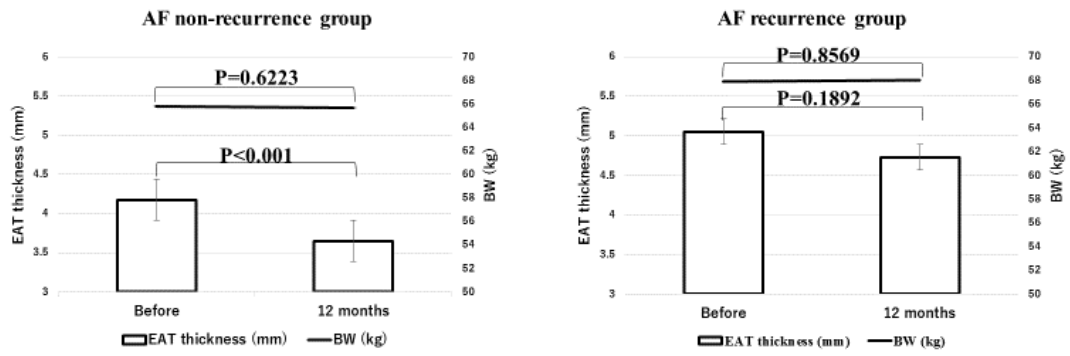 AF non-recurrence group
6
5.5
5
4.5
4
3.5
3
EAT thickness (mm)
70
68
66
64
62
60
58
56
54
52
50
BW (kg)
P=0.6223
P<0.001
Before
12 months
EAT thickness (mm)
BW (kg)
AF recurrence group
6
5.5
5
4.5
4
3.5
3
EAT thickness (mm)
70
68
66
64
62
60
58
56
54
52
50
BW (kg)
P=0.8569
P=0.1892
Before
12 months
EAT thickness (mm)
BW (kg)